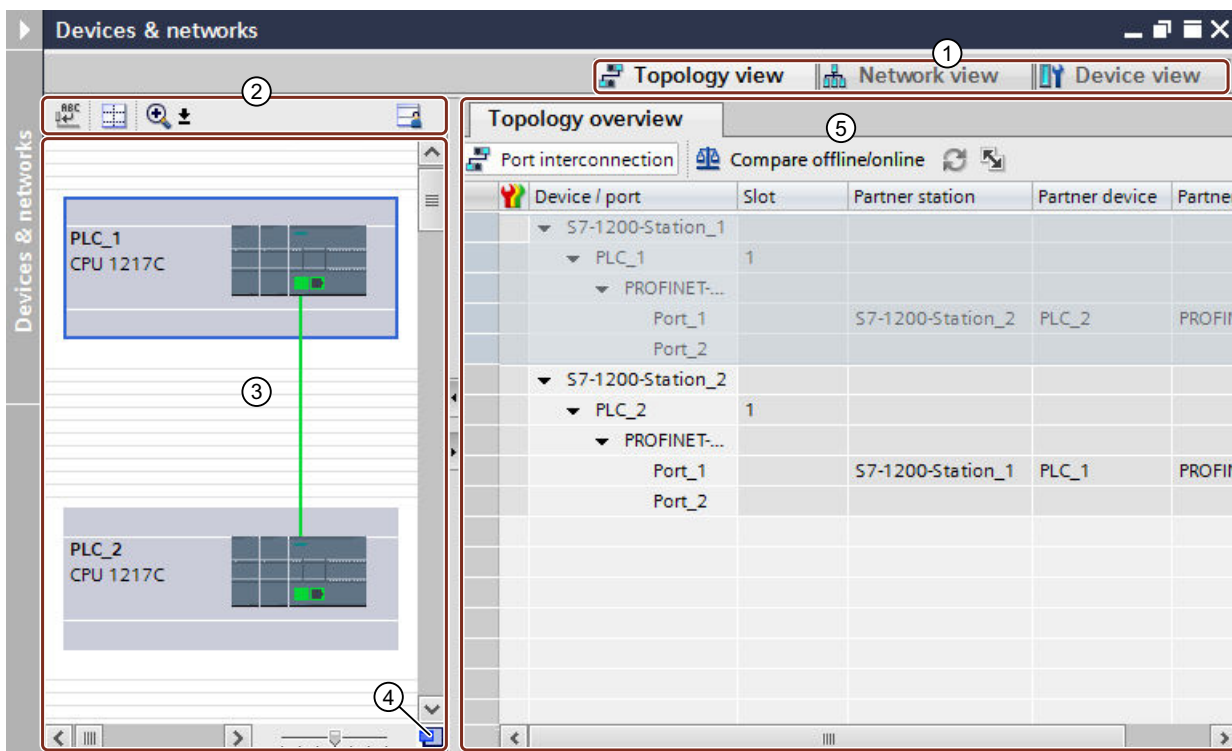 Devices & networks
1
Topology view Network view Device view
2
ABC
Devices & networks
Topology overview
5
Port interconnection Compare offline/online
Device / port Slot Partner station Partner device Partne
S7-1200-Station_1
PLC_1 1
PROFINET-...
Port_1 S7-1200-Station_2 PLC_2 PROFIN
Port_2
S7-1200-Station_2
PLC_2 1
PROFINET-...
Port_1 S7-1200-Station_1 PLC_1 PROFIN
Port_2
PLC_1
CPU 1217C
3
PLC_2
CPU 1217C
4